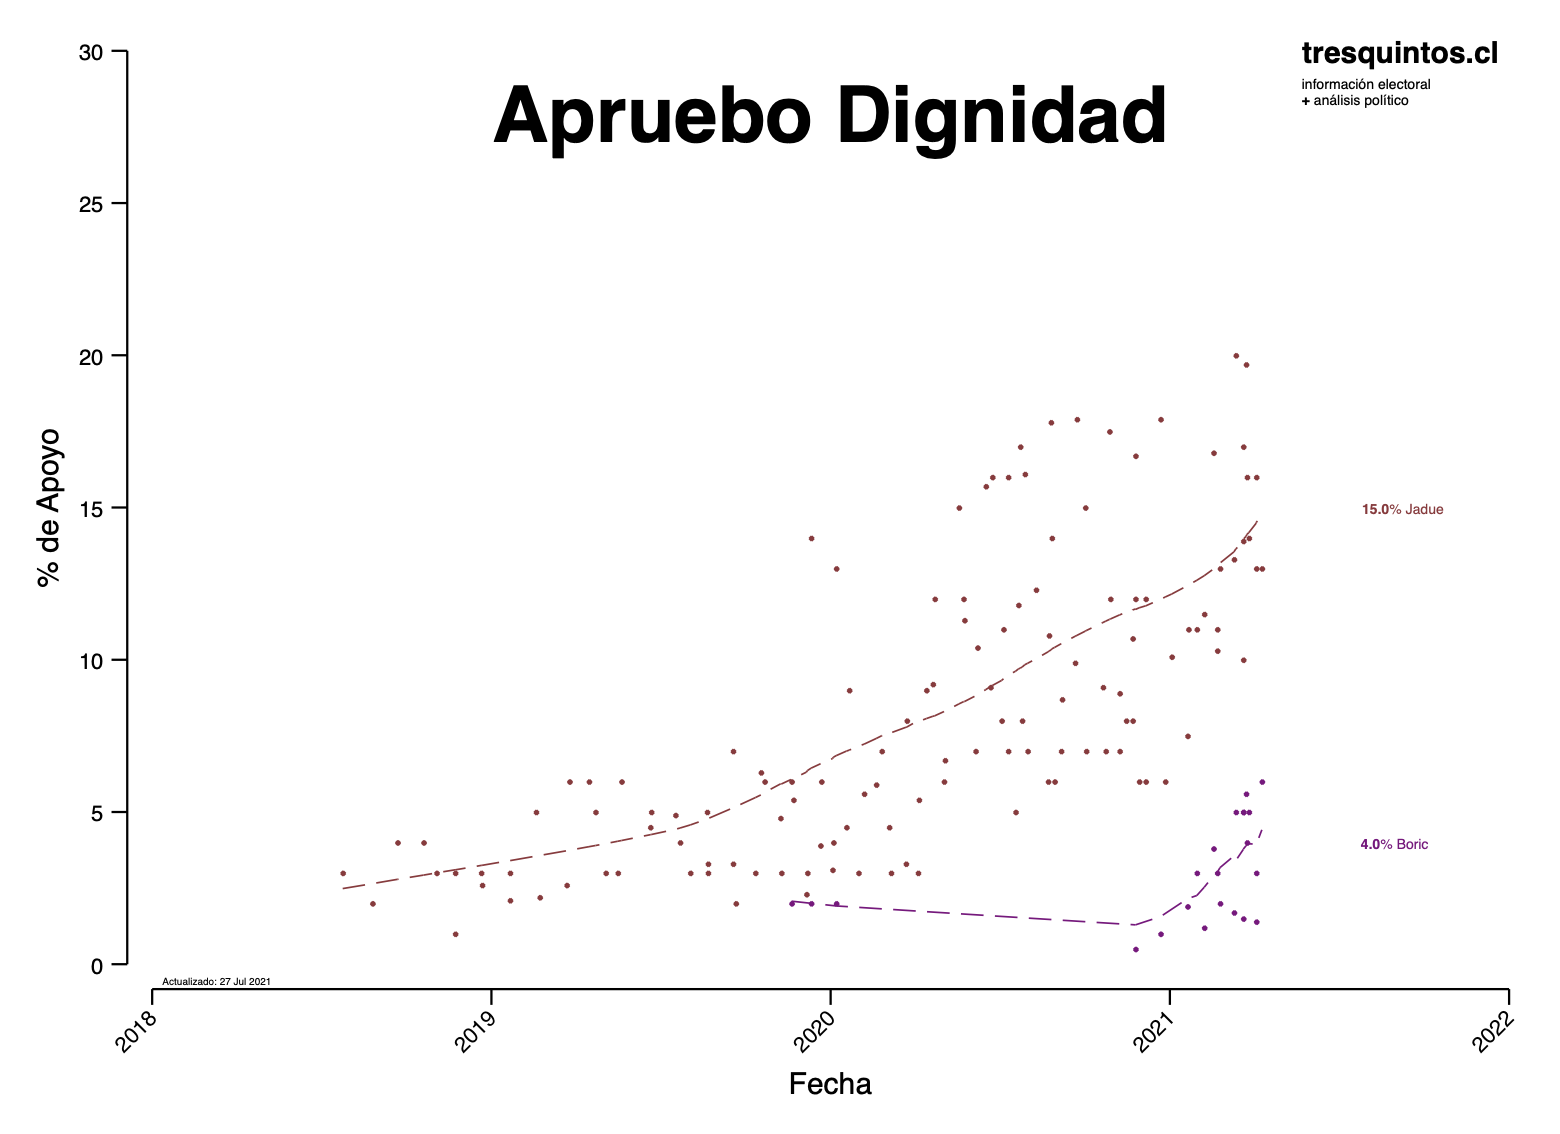 Apruebo Dignidad
tresquintos.cl
información electoral
+ análisis político
30
25
20
15
10
5
0
% de Apoyo
15.0% Jadue
4.0% Boric
Actualizado: 27 Jul 2021
2018
2019
2020
2021
2022
Fecha